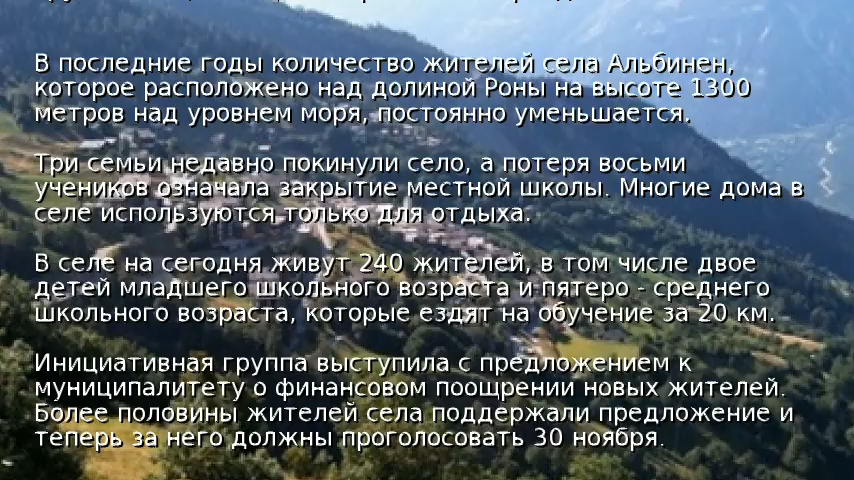 В последние годы количество жителей села Альбинен,
которое расположено над долиной Роны на высоте 1300
метров над уровнем моря, постоянно уменьшается.
Три семьи недавно покинули село, а потеря восьми
учеников означала закрытие местной школы. Многие дома в
селе используются только для отдыха.
В селе на сегодня живут 240 жителей, в том числе двое
детей младшего школьного возраста и пятеро - среднего
школьного возраста, которые ездят на обучение за 20 км.
Инициативная группа выступила с предложением к
муниципалитету о финансовом поощрении новых жителей.
Более половины жителей села поддержали предложение и
теперь за него должны проголосовать 30 ноября.